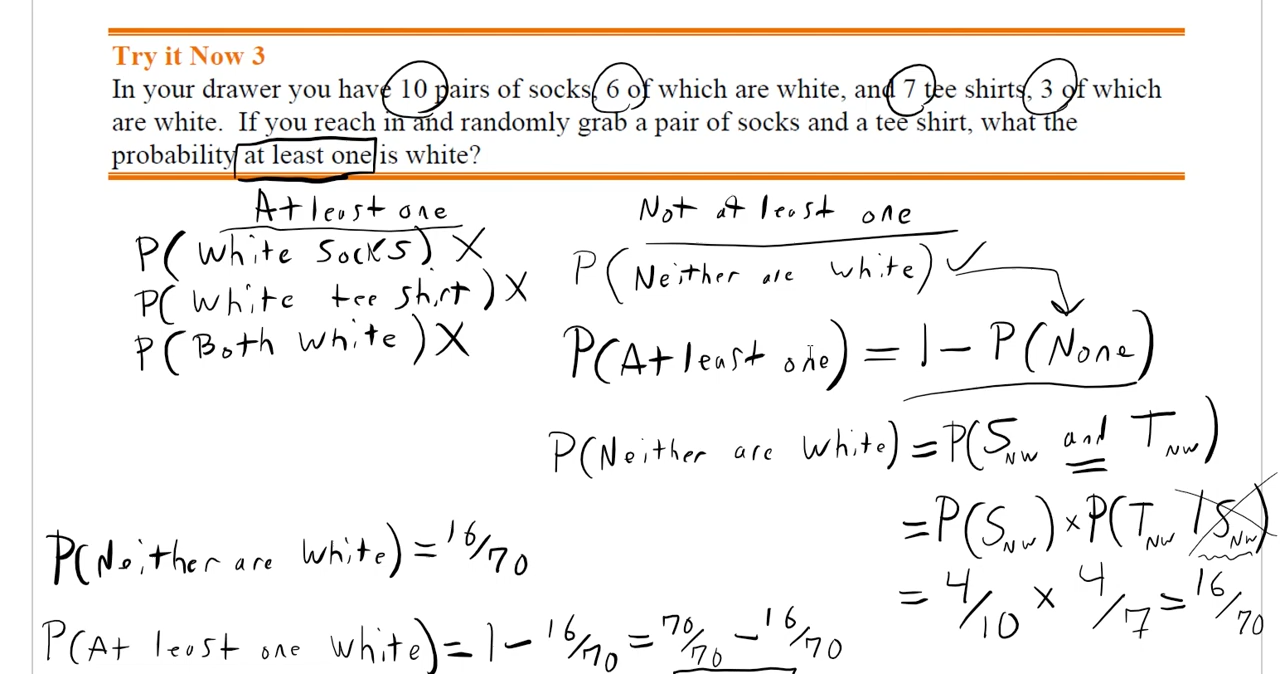 Try it Now 3
In your drawer you have 10 pairs of socks, 6 of which are white, and 7 tee shirts, 3 of which
are white. If you reach in and randomly grab a pair of socks and a tee shirt, what the
probability at least one is white?
At least one
P( White Socks) X
P( White tee shirt) X
P( Both White) X
Not at least one
P( Neither are white) ✓
P(At least one) = 1 - P(None)
P(Neither are white) = P(S_NW and T_NW)
= P(S_NW) × P(T_NW | S_NW)
= 4/10 × 4/7 = 16/70
P(Neither are white) = 16/70
P(At least one white) = 1 - 16/70 = 70/70 - 16/70